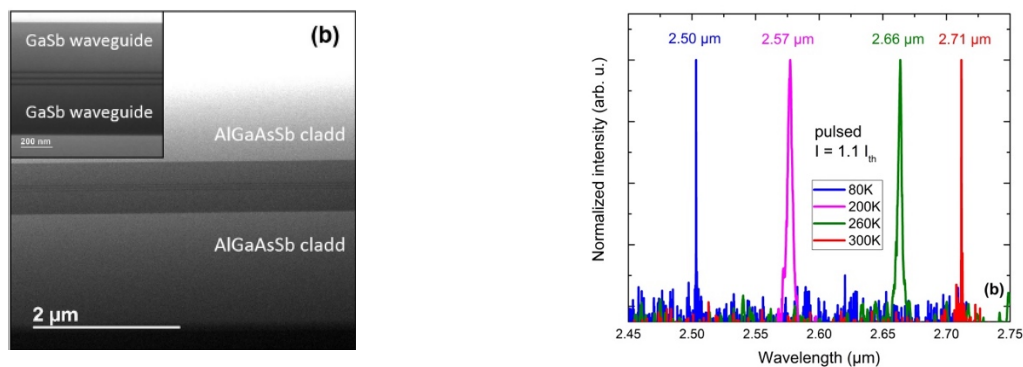 GaSb waveguide
(b)
GaSb waveguide
200 nm
AlGaAsSb cladd
AlGaAsSb cladd
2 µm
2.50 µm 2.57 µm 2.66 µm 2.71 µm
pulsed
I = 1.1 Ith
80K
200K
260K
300K
(b)
Normalized intensity (arb. u.)
2.45 2.50 2.55 2.60 2.65 2.70 2.75
Wavelength (µm)